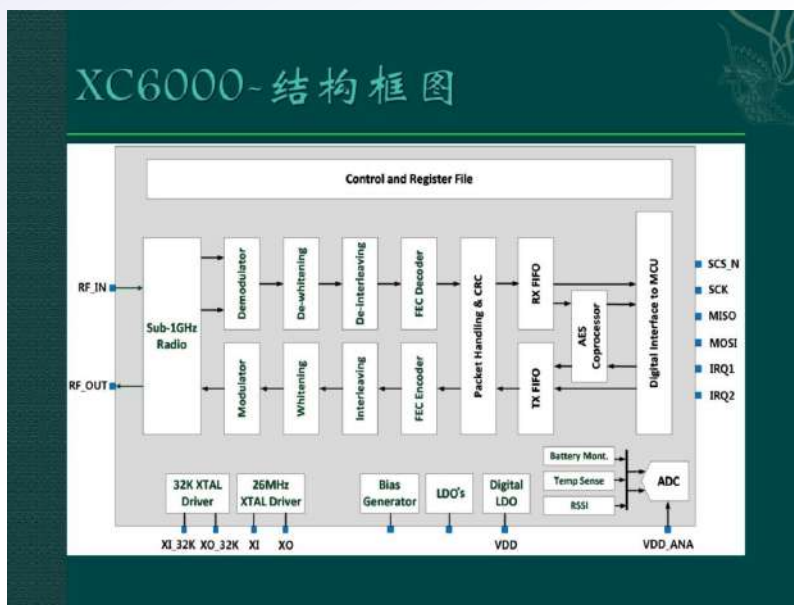 XC6000-结构框图
Control and Register File
RF_IN
RF_OUT
Sub-1GHz
Radio
Demodulator
De-whitening
De-interleaving
FEC Decoder
Modulator
Whitening
Interleaving
FEC Encoder
Packet Handling & CRC
RX FIFO
TX FIFO
AES
Coprocessor
Digital Interface to MCU
SCS_N
SCK
MISO
MOSI
IRQ1
IRQ2
32K XTAL
Driver
26MHz
XTAL Driver
Bias
Generator
LDO's
Digital
LDO
Battery Mont.
Temp Sense
RSSI
ADC
XI_32K
XO_32K
XI
XO
VDD
VDD_ANA